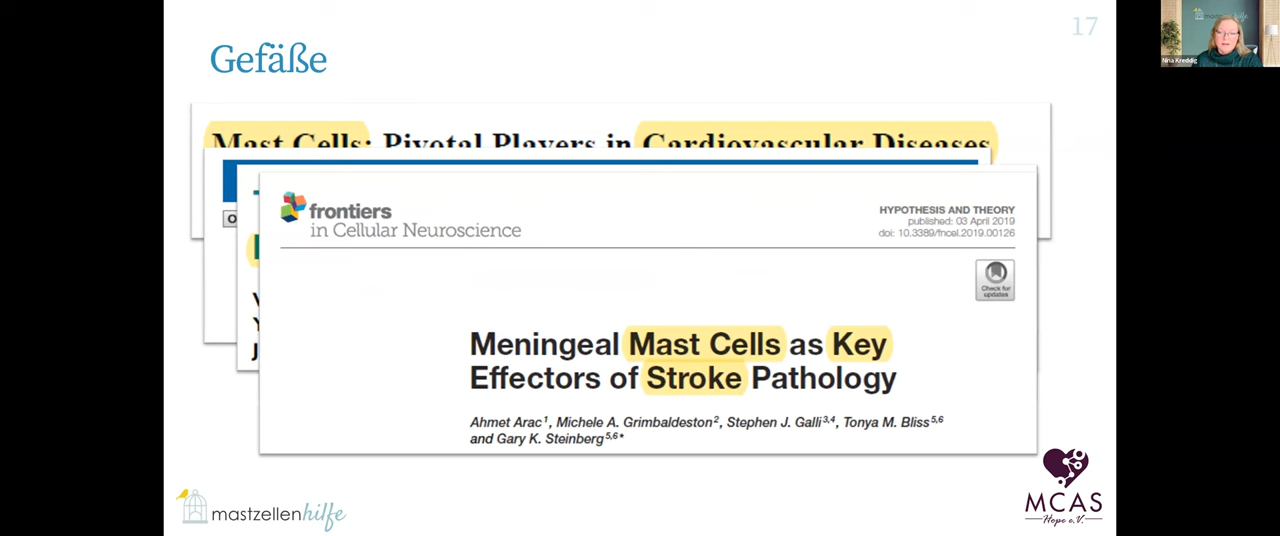 17
mastzellenhilfe
Nina Kreddig
Gefäße
Mast Cells: Pivotal Players in Cardiovascular Diseases
frontiers
in Cellular Neuroscience
HYPOTHESIS AND THEORY
published: 03 April 2019
doi: 10.3389/fncel.2019.00126
Check for
updates
Meningeal Mast Cells as Key
Effectors of Stroke Pathology
Ahmet Arac1, Michele A. Grimbaldeston2, Stephen J. Galli3,4, Tonya M. Bliss5,6
and Gary K. Steinberg5,6*
mastzellenhilfe
MCAS
Hope e.V.